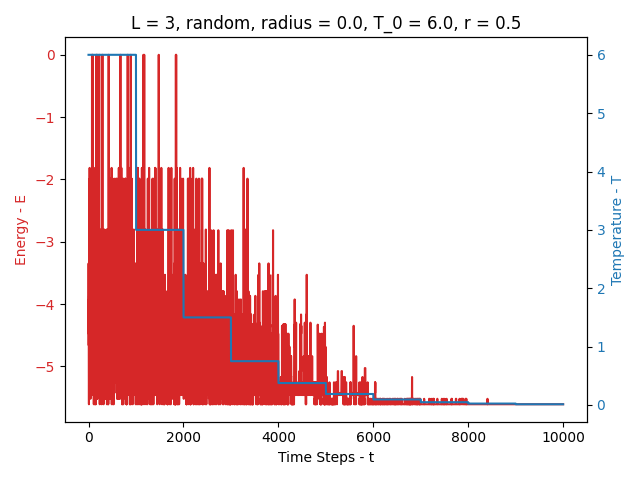 L = 3, random, radius = 0.0, T_0 = 6.0, r = 0.5
0
−1
−2
−3
−4
−5
Energy - E
6
5
4
3
2
1
0
Temperature - T
0 2000 4000 6000 8000 10000
Time Steps - t